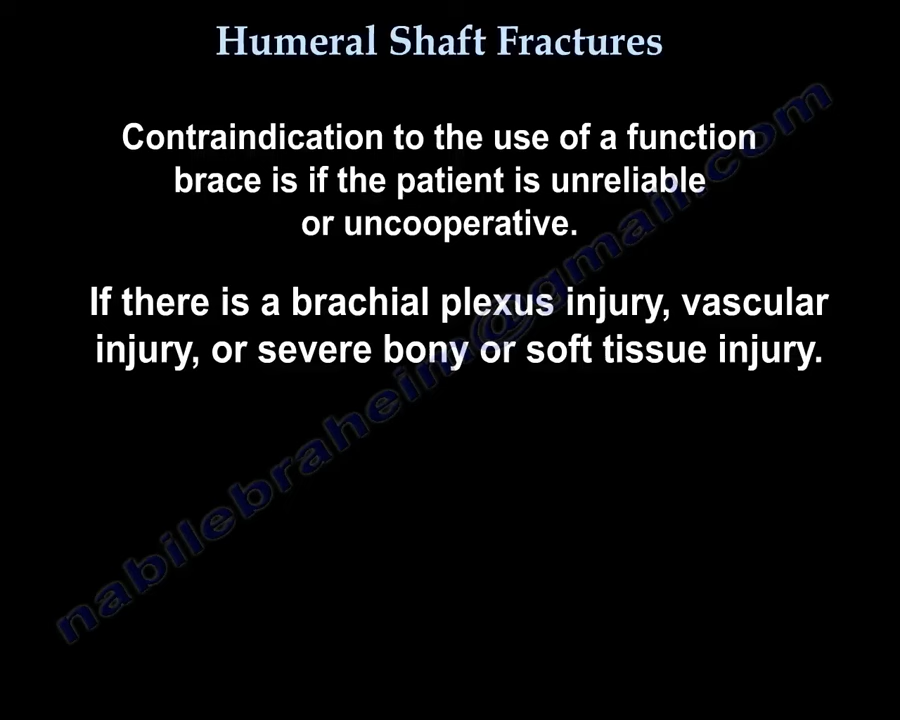 Humeral Shaft Fractures
Contraindication to the use of a function
brace is if the patient is unreliable
or uncooperative.
If there is a brachial plexus injury, vascular
injury, or severe bony or soft tissue injury.
nabilebraheim@gmail.com